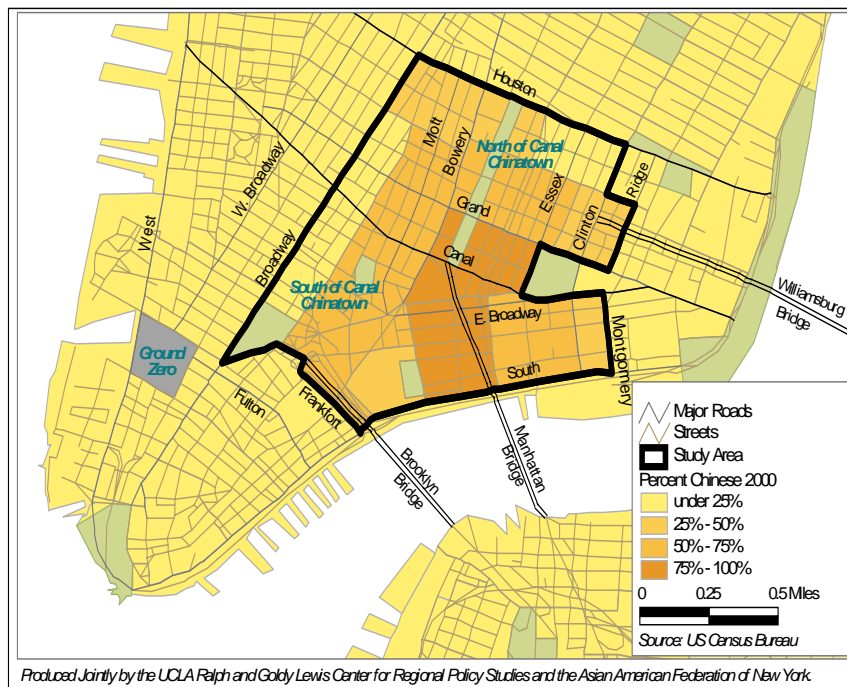 Houston
Mott
Bowery
North of Canal
Chinatown
Essex
Ridge
W. Broadway
West
Grand
Clinton
Broadway
Canal
South of Canal
Chinatown
E. Broadway
Williamsburg
Bridge
Montgomery
Ground
Zero
South
Fulton
Frankfort
Brooklyn
Bridge
Manhattan
Bridge
Major Roads
Streets
Study Area
Percent Chinese 2000
under 25%
25% - 50%
50% - 75%
75% - 100%
0 0.25 0.5 Miles
Source: US Census Bureau
Produced Jointly by the UCLA Ralph and Goldy Lewis Center for Regional Policy Studies and the Asian American Federation of New York.